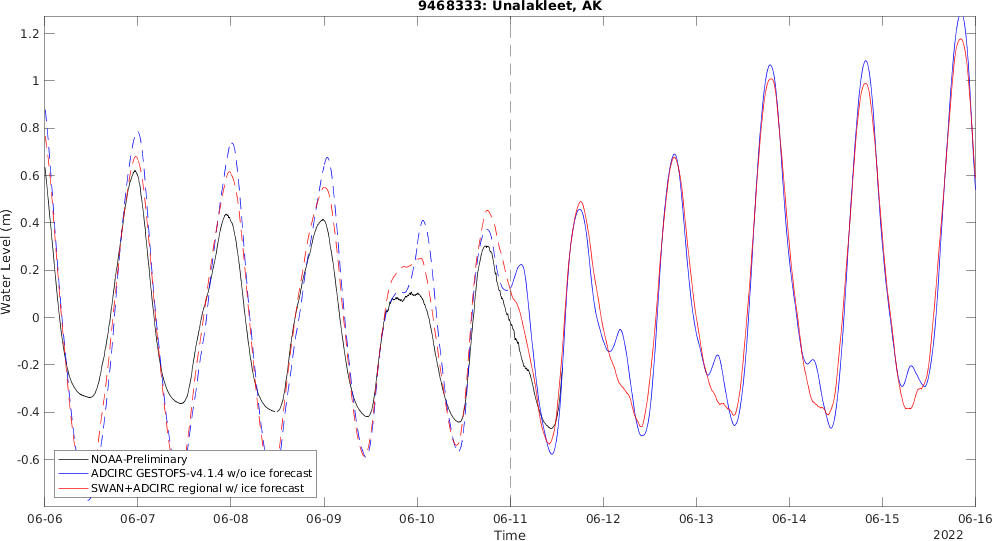 9468333: Unalakleet, AK
1.2
1
0.8
0.6
0.4
0.2
0
-0.2
-0.4
-0.6
Water Level (m)
NOAA-Preliminary
ADCIRC GESTOFS-v4.1.4 w/o ice forecast
SWAN+ADCIRC regional w/ ice forecast
06-06 06-07 06-08 06-09 06-10 06-11 06-12 06-13 06-14 06-15 06-16
Time
2022